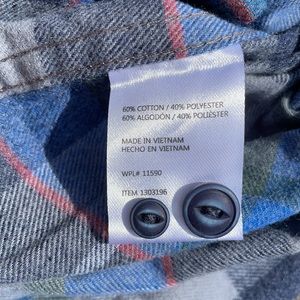 60% COTTON / 40% POLYESTER
60% ALGODÓN / 40% POLIÉSTER
MADE IN VIETNAM
HECHO EN VIETNAM
WPL# 11590
ITEM 1303196